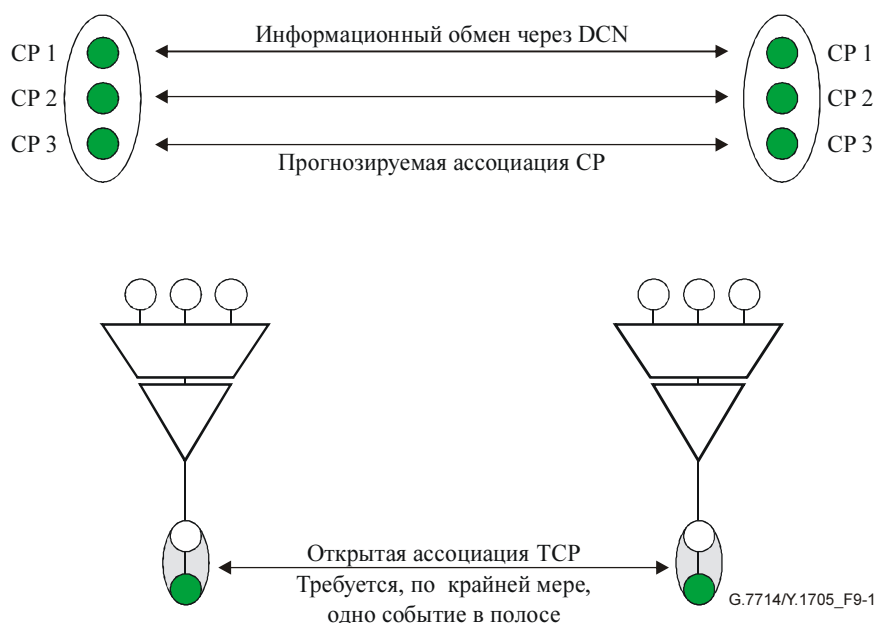 Информационный обмен через DCN
CP 1 CP 1
CP 2 CP 2
CP 3 CP 3
Прогнозируемая ассоциация CP
Открытая ассоциация TCP
Требуется, по крайней мере,
одно событие в полосе
G.7714/Y.1705_F9-1